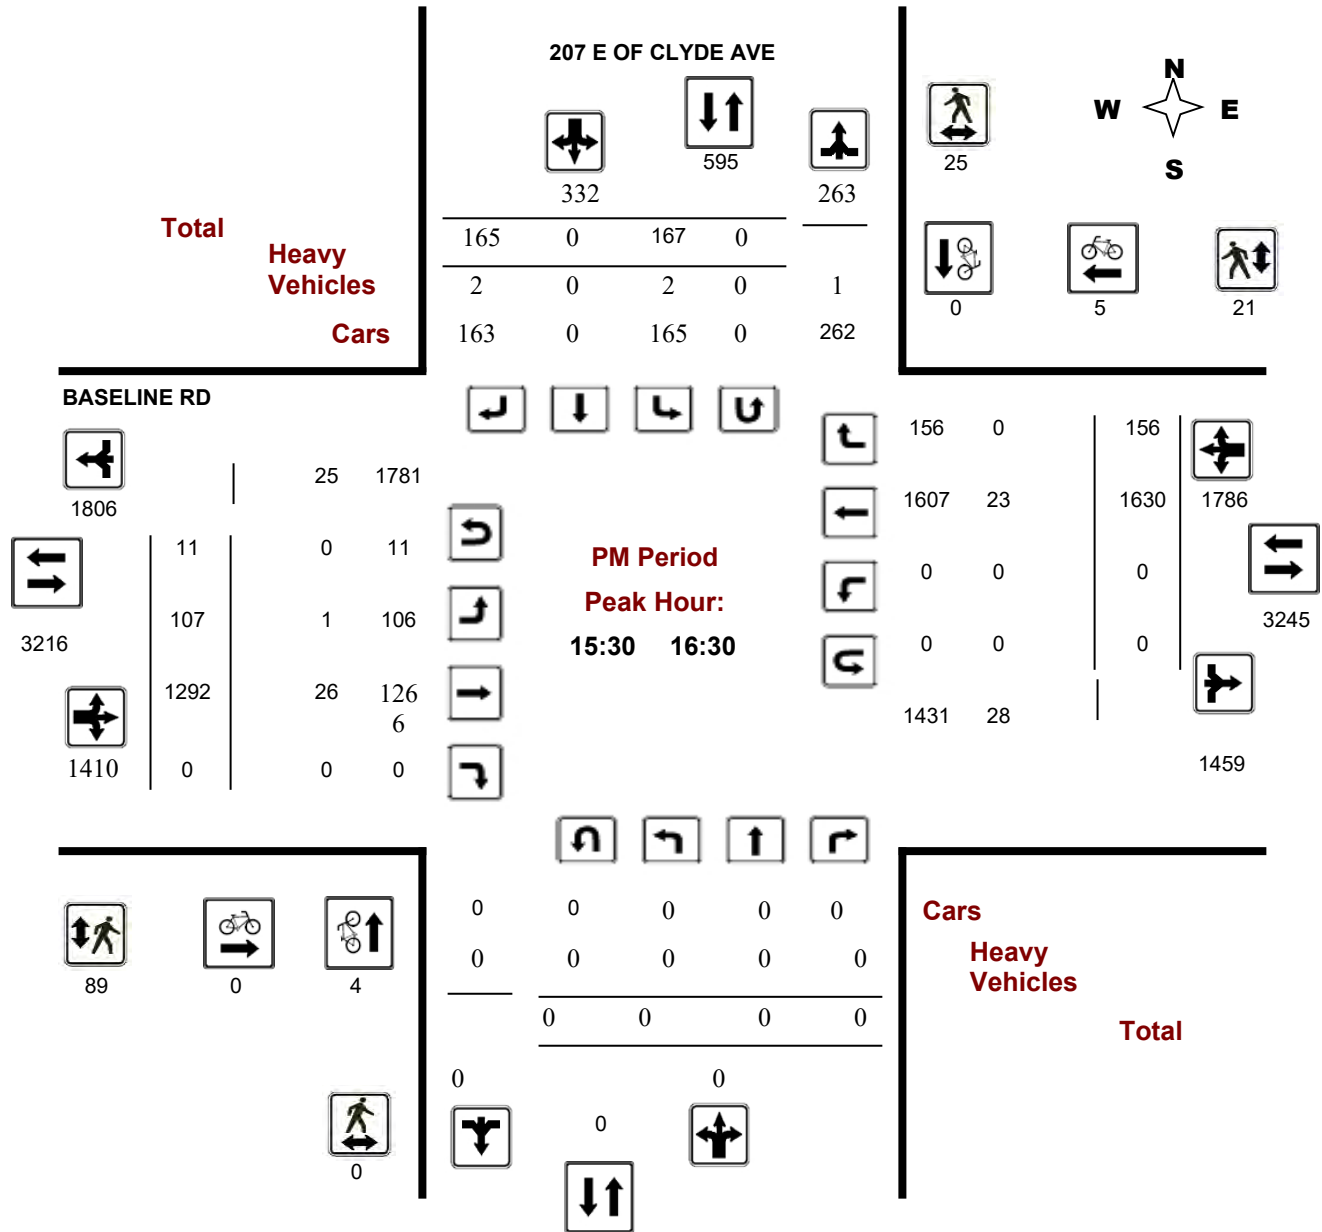 207 E OF CLYDE AVE
N
W E
S
595
25
332 263
Total 165 0 167 0
Heavy
Vehicles 2 0 2 0 1
0 5 21
Cars 163 0 165 0 262
BASELINE RD
156 0 156
25 1781
1806
1607 23 1630 1786
11 0 11
PM Period
0 0 0
Peak Hour:
107 1 106
3245
3216
15:30 16:30
0 0 0
1292 26 126
6
1431 28
1410 0 0 0
1459
0 0 0 0 0 Cars
0 0 0 0 0 Heavy
Vehicles
89 0 4
0 0 0 0 Total
0 0
0
0